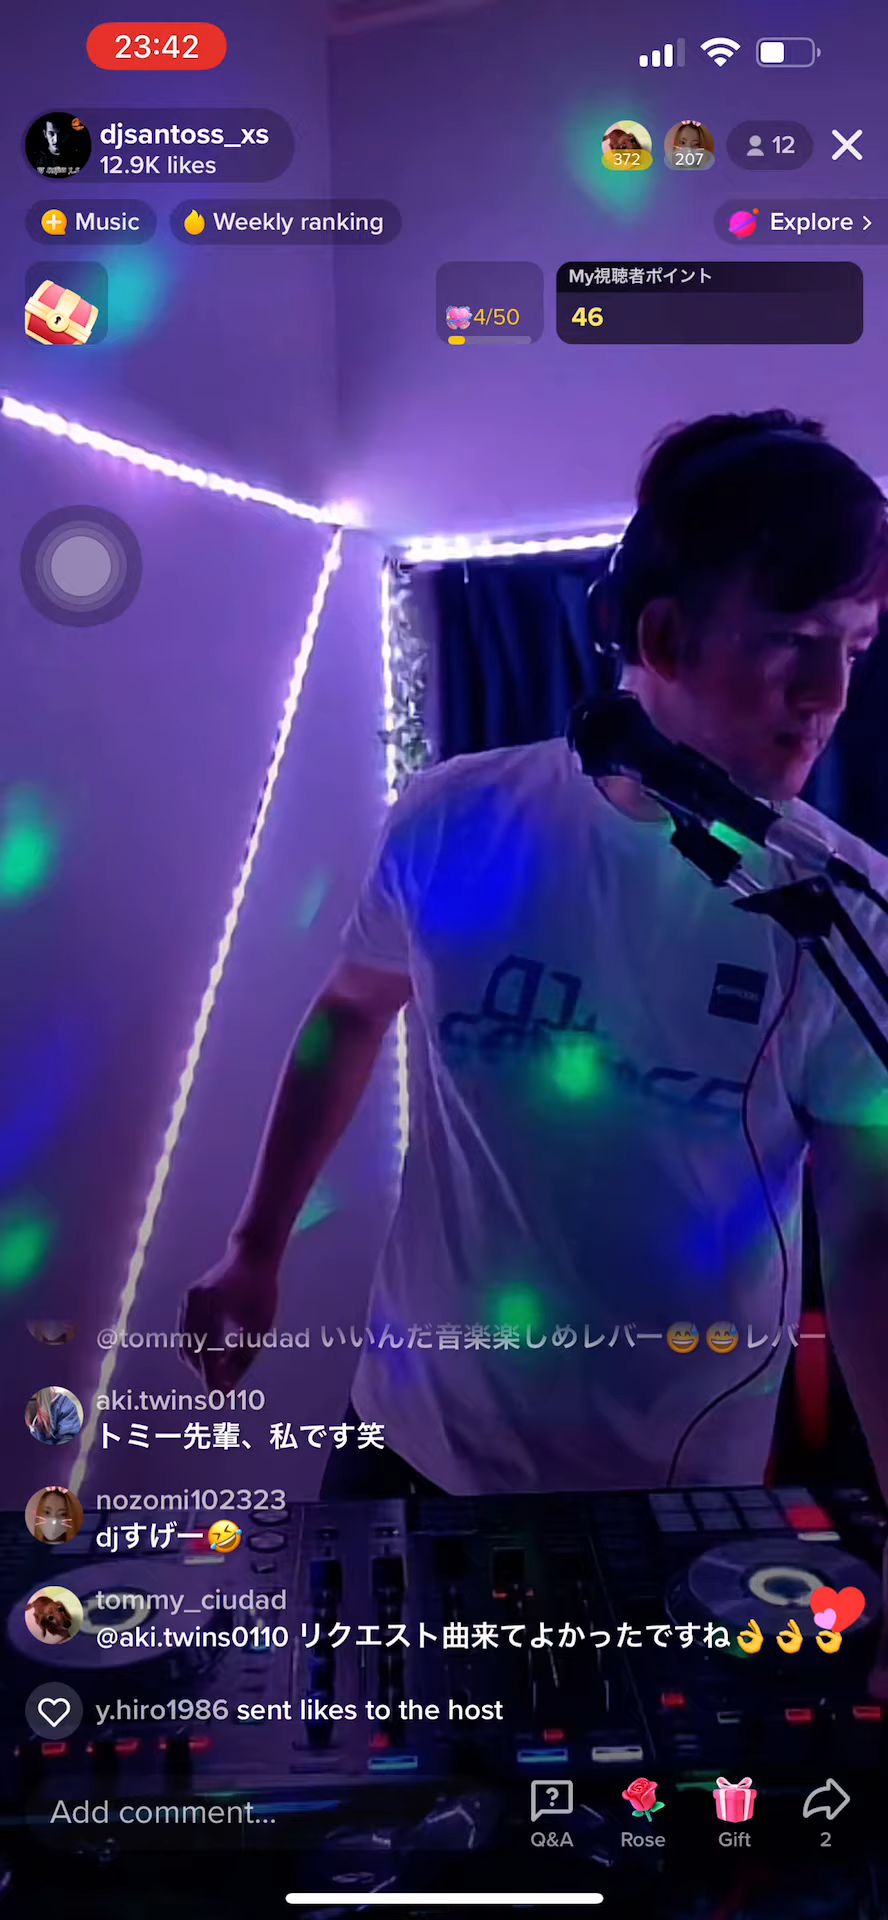 23:42
djsantoss_xs
12.9K likes
372
207
12
Music
Weekly ranking
Explore >
4/50
My視聴者ポイント
46
DJ
@tommy_ciudad いいんだ音楽楽しめレバー😅😅レバー
aki.twins0110
トミー先輩、私です笑
nozomi102323
djすげー🤣
tommy_ciudad
@aki.twins0110 リクエスト曲来てよかったですね👌👌👌
y.hiro1986 sent likes to the host
Add comment...
Q&A
Rose
Gift
2